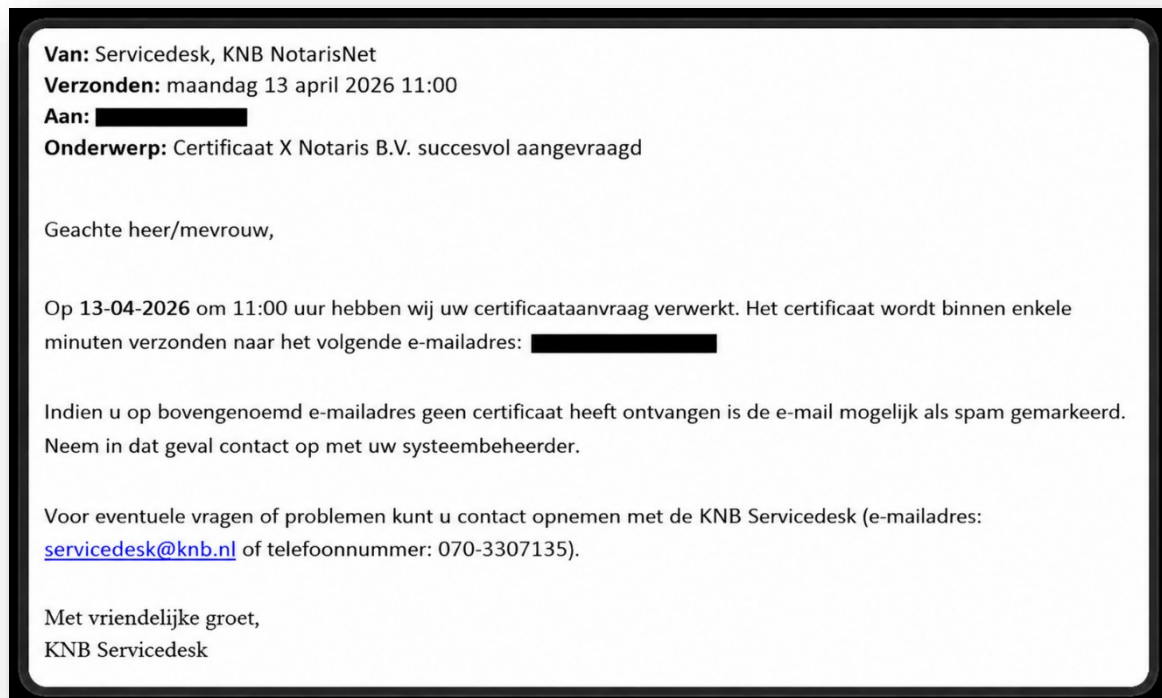 Van: Servicedesk, KNB NotarisNet
Verzonden: maandag 13 april 2026 11:00
Aan:
Onderwerp: Certificaat X Notaris B.V. succesvol aangevraagd
Geachte heer/mevrouw,
Op 13-04-2026 om 11:00 uur hebben wij uw certificaataanvraag verwerkt. Het certificaat wordt binnen enkele
minuten verzonden naar het volgende e-mailadres:
Indien u op bovengenoemd e-mailadres geen certificaat heeft ontvangen is de e-mail mogelijk als spam gemarkeerd.
Neem in dat geval contact op met uw systeembeheerder.
Voor eventuele vragen of problemen kunt u contact opnemen met de KNB Servicedesk (e-mailadres:
servicedesk@knb.nl of telefoonnummer: 070-3307135).
Met vriendelijke groet,
KNB Servicedesk